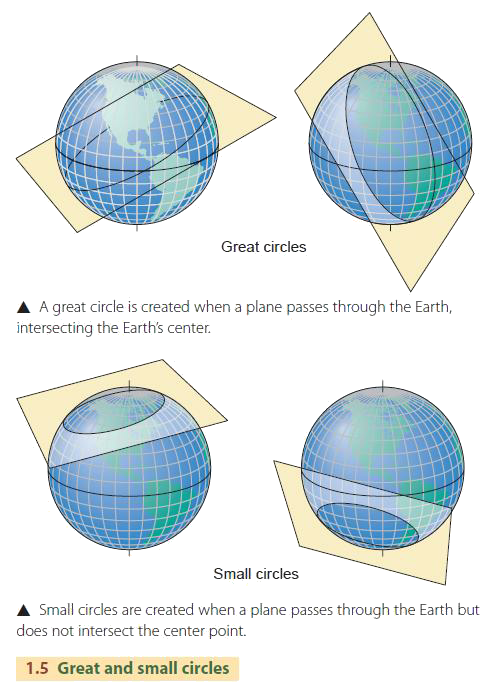 Great circles
▲ A great circle is created when a plane passes through the Earth,
intersecting the Earth's center.
Small circles
▲ Small circles are created when a plane passes through the Earth but
does not intersect the center point.
1.5 Great and small circles